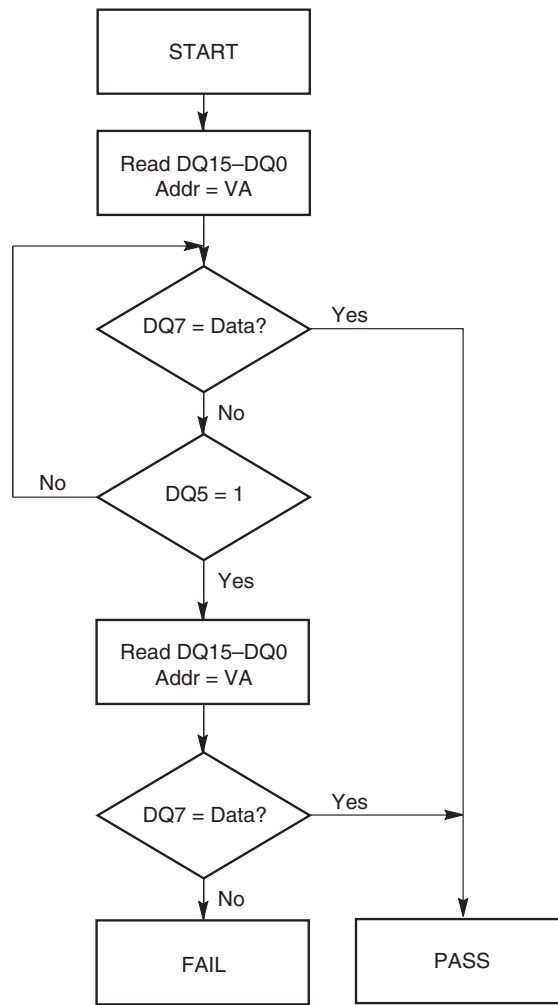 START
Read DQ15–DQ0
Addr = VA
DQ7 = Data?
Yes
No
DQ5 = 1
No
Yes
Read DQ15–DQ0
Addr = VA
DQ7 = Data?
Yes
No
FAIL
PASS